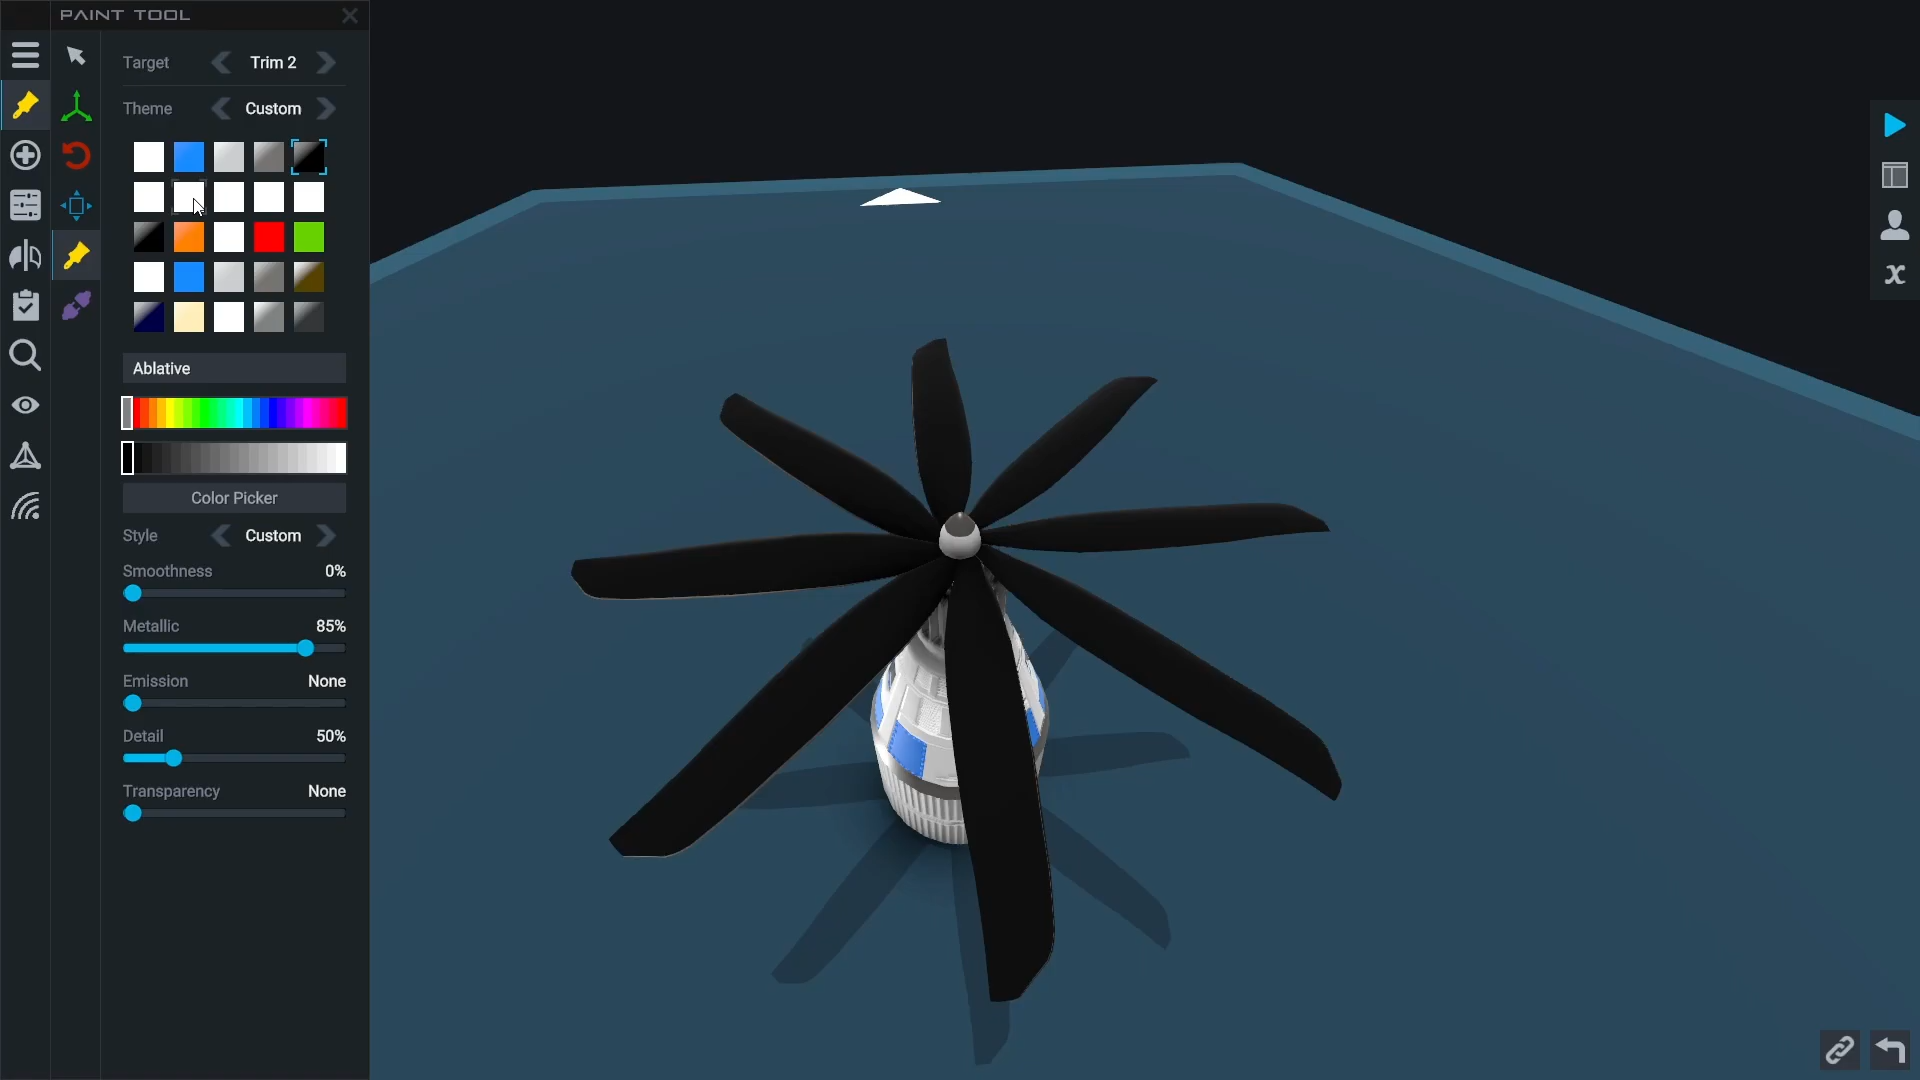 PAINT TOOL
Target Trim 2
Theme Custom
Ablative
Color Picker
Style Custom
Smoothness 0%
Metallic 85%
Emission None
Detail 50%
Transparency None
x